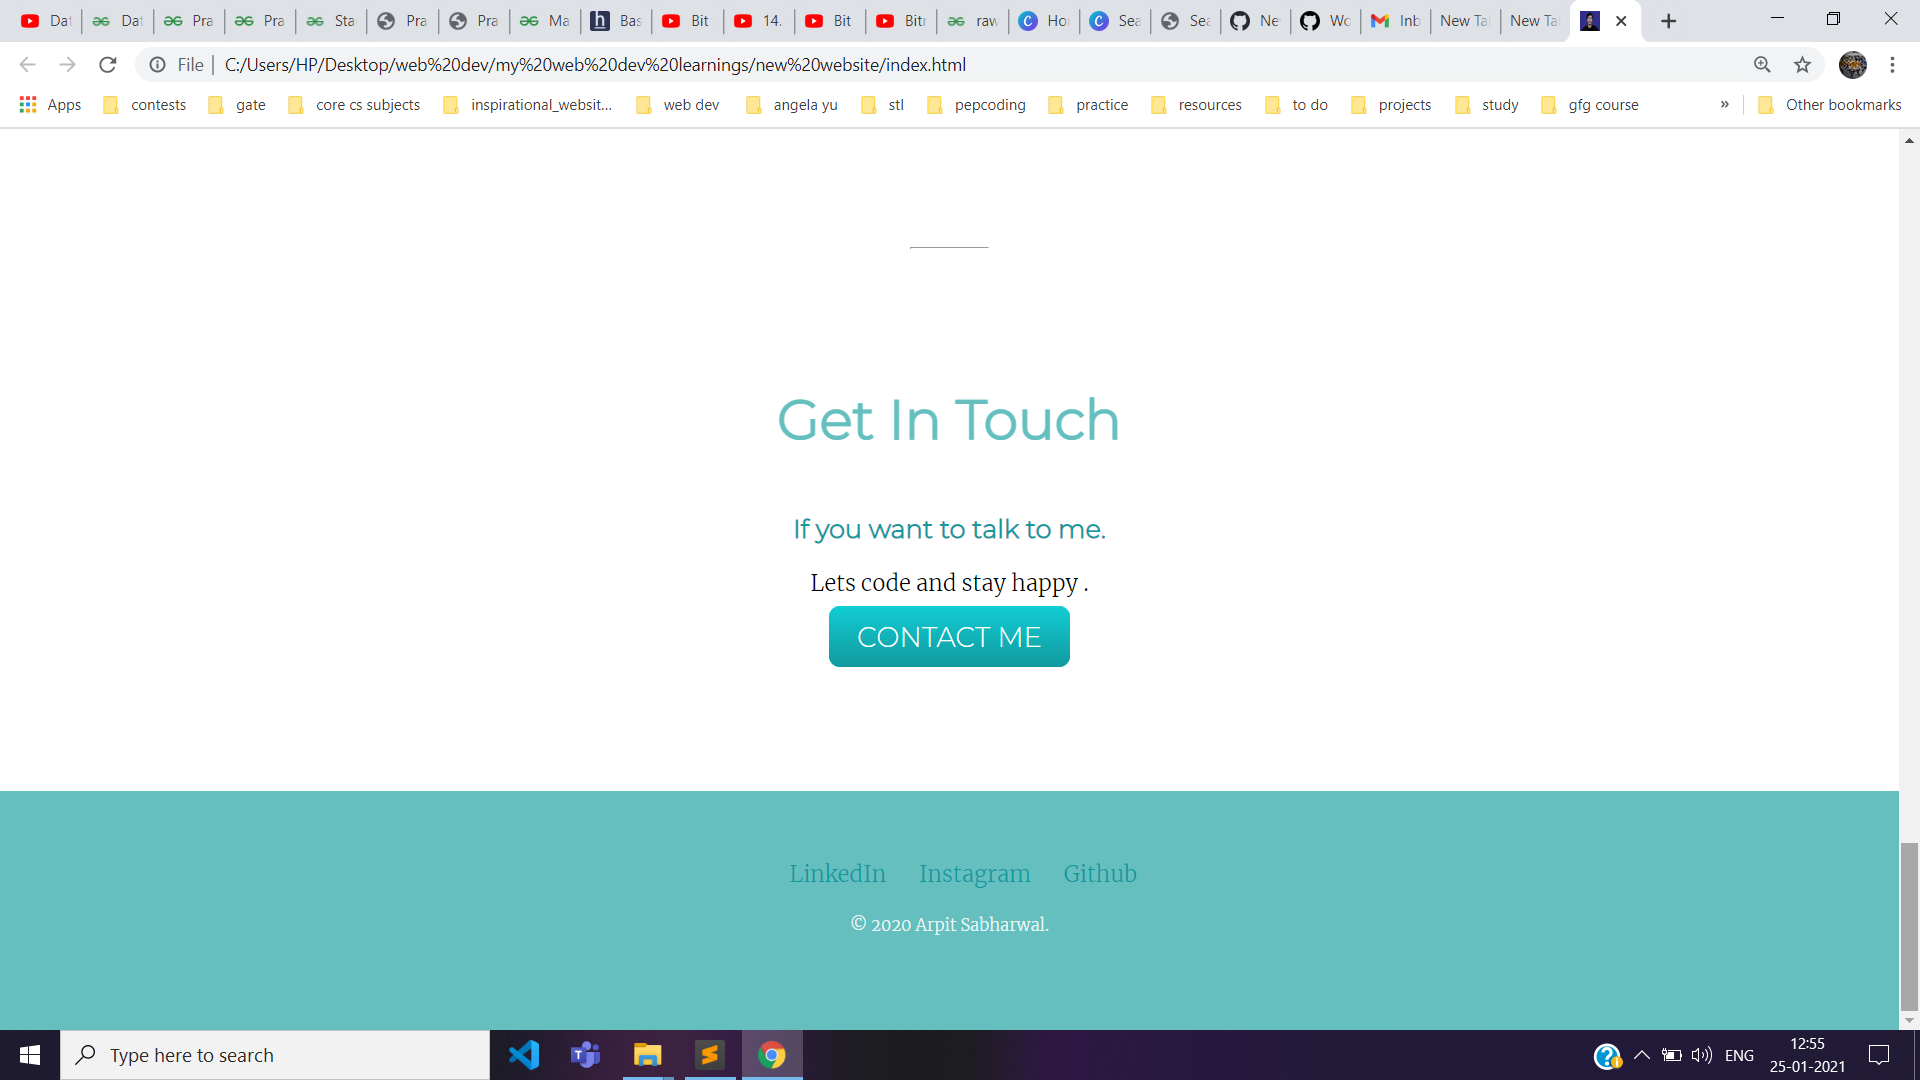 Dat Dat Pra Pra Sta Pra Pra Ma Bas Bit 14. Bit Bitr raw Ho Sea Sea Ne Wo Inb New Ta New Ta
File C:/Users/HP/Desktop/web%20dev/my%20web%20dev%20learnings/new%20website/index.html
Apps contests gate core cs subjects inspirational_websit... web dev angela yu stl pepcoding practice resources to do projects study gfg course » Other bookmarks
Get In Touch
If you want to talk to me.
Lets code and stay happy .
CONTACT ME
LinkedIn Instagram Github
© 2020 Arpit Sabharwal.
Type here to search
ENG
12:55
25-01-2021